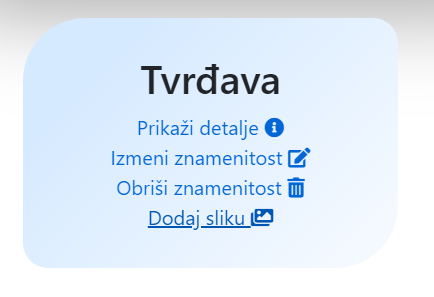 Tvrđava
Prikaži detalje
Izmeni znamenitost
Obriši znamenitost
Dodaj sliku